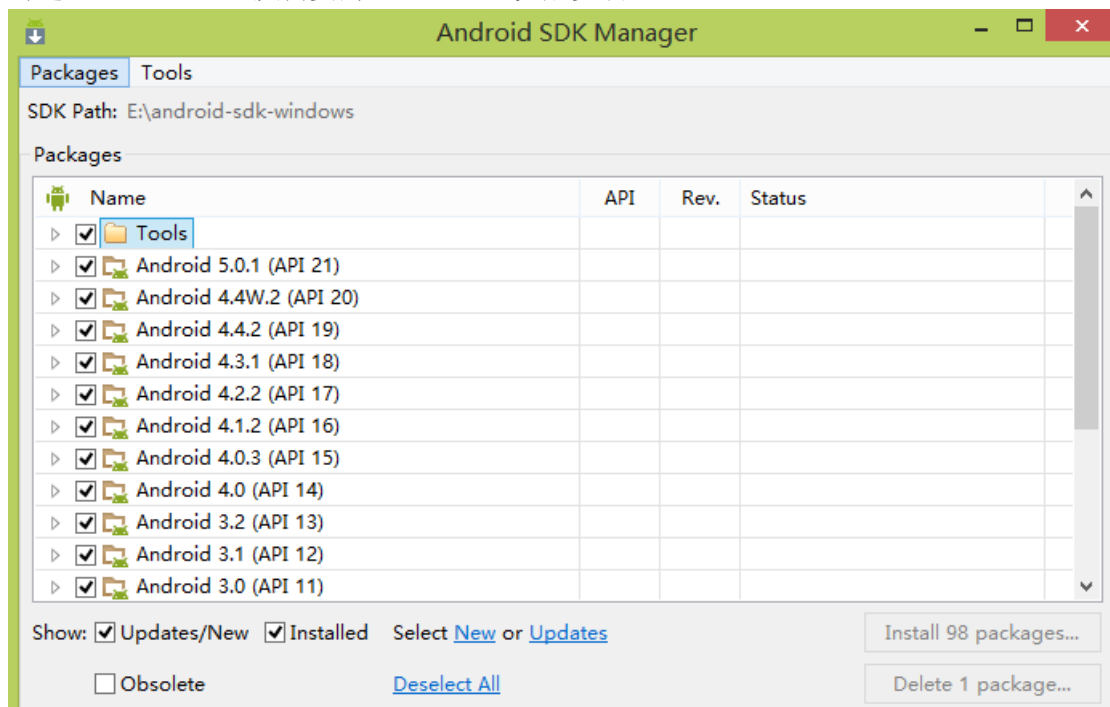 Android SDK Manager
Packages Tools
SDK Path: E:\android-sdk-windows
Packages
Name API Rev. Status
Tools
Android 5.0.1 (API 21)
Android 4.4W.2 (API 20)
Android 4.4.2 (API 19)
Android 4.3.1 (API 18)
Android 4.2.2 (API 17)
Android 4.1.2 (API 16)
Android 4.0.3 (API 15)
Android 4.0 (API 14)
Android 3.2 (API 13)
Android 3.1 (API 12)
Android 3.0 (API 11)
Show: Updates/New Installed Select New or Updates Install 98 packages...
Obsolete Deselect All Delete 1 package...